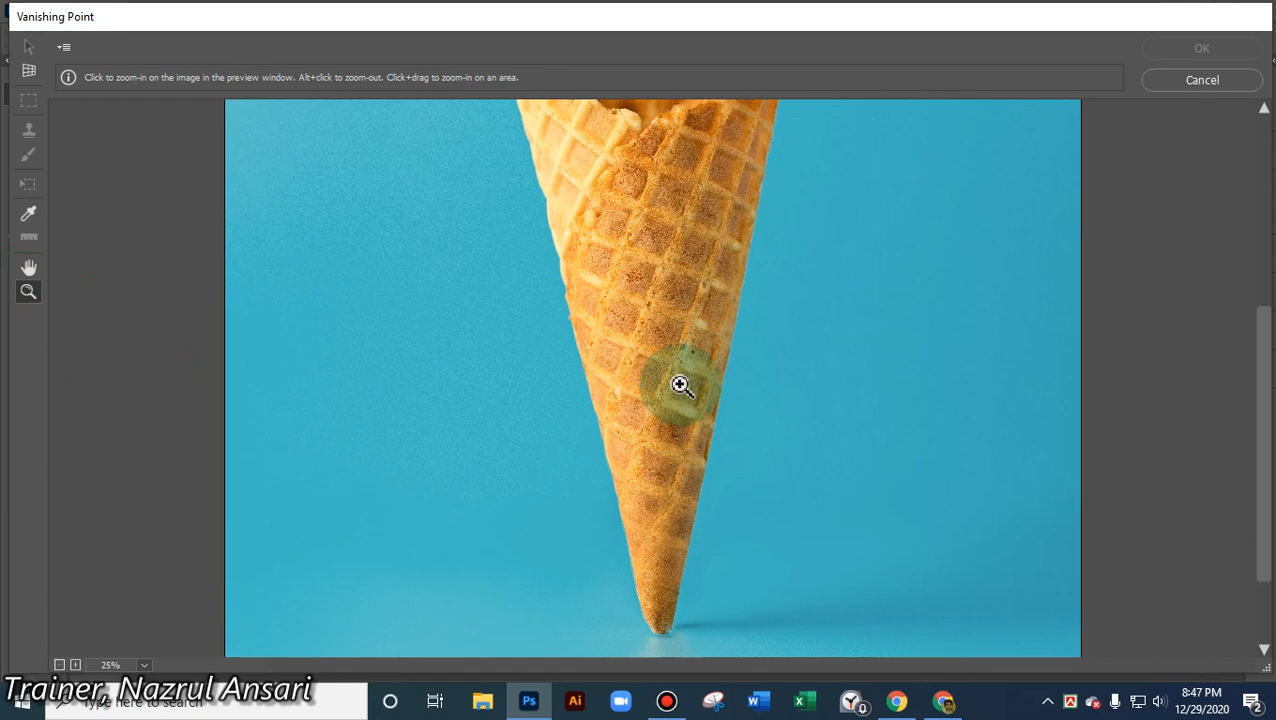 Vanishing Point
OK
Click to zoom-in on the image in the preview window. Alt+click to zoom-out. Click+drag to zoom-in on an area.
Cancel
25%
Trainer, Nazrul Ansari
Type here to search
8:47 PM
12/29/2020
2